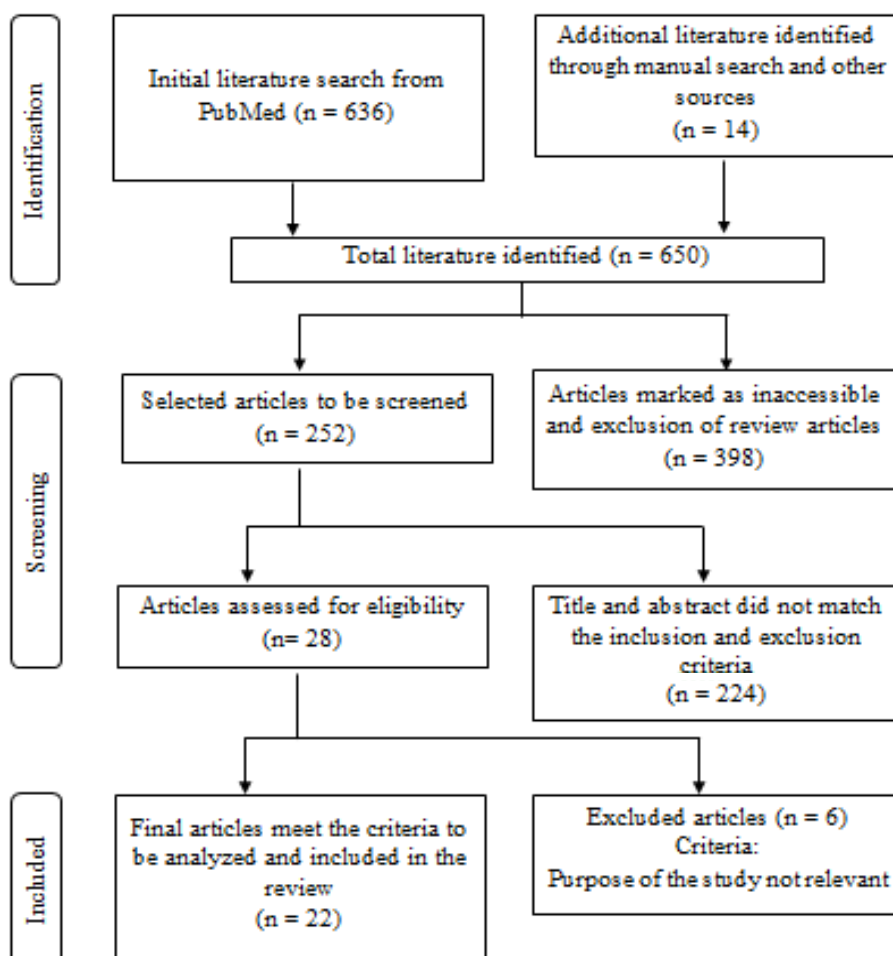 Identification
Initial literature search from
PubMed (n = 636)
Additional literature identified
through manual search and other
sources
(n = 14)
Total literature identified (n = 650)
Screening
Selected articles to be screened
(n = 252)
Articles marked as inaccessible
and exclusion of review articles
(n = 398)
Articles assessed for eligibility
(n= 28)
Title and abstract did not match
the inclusion and exclusion
criteria
(n = 224)
Included
Final articles meet the criteria to
be analyzed and included in the
review
(n = 22)
Excluded articles (n = 6)
Criteria:
Purpose of the study not relevant